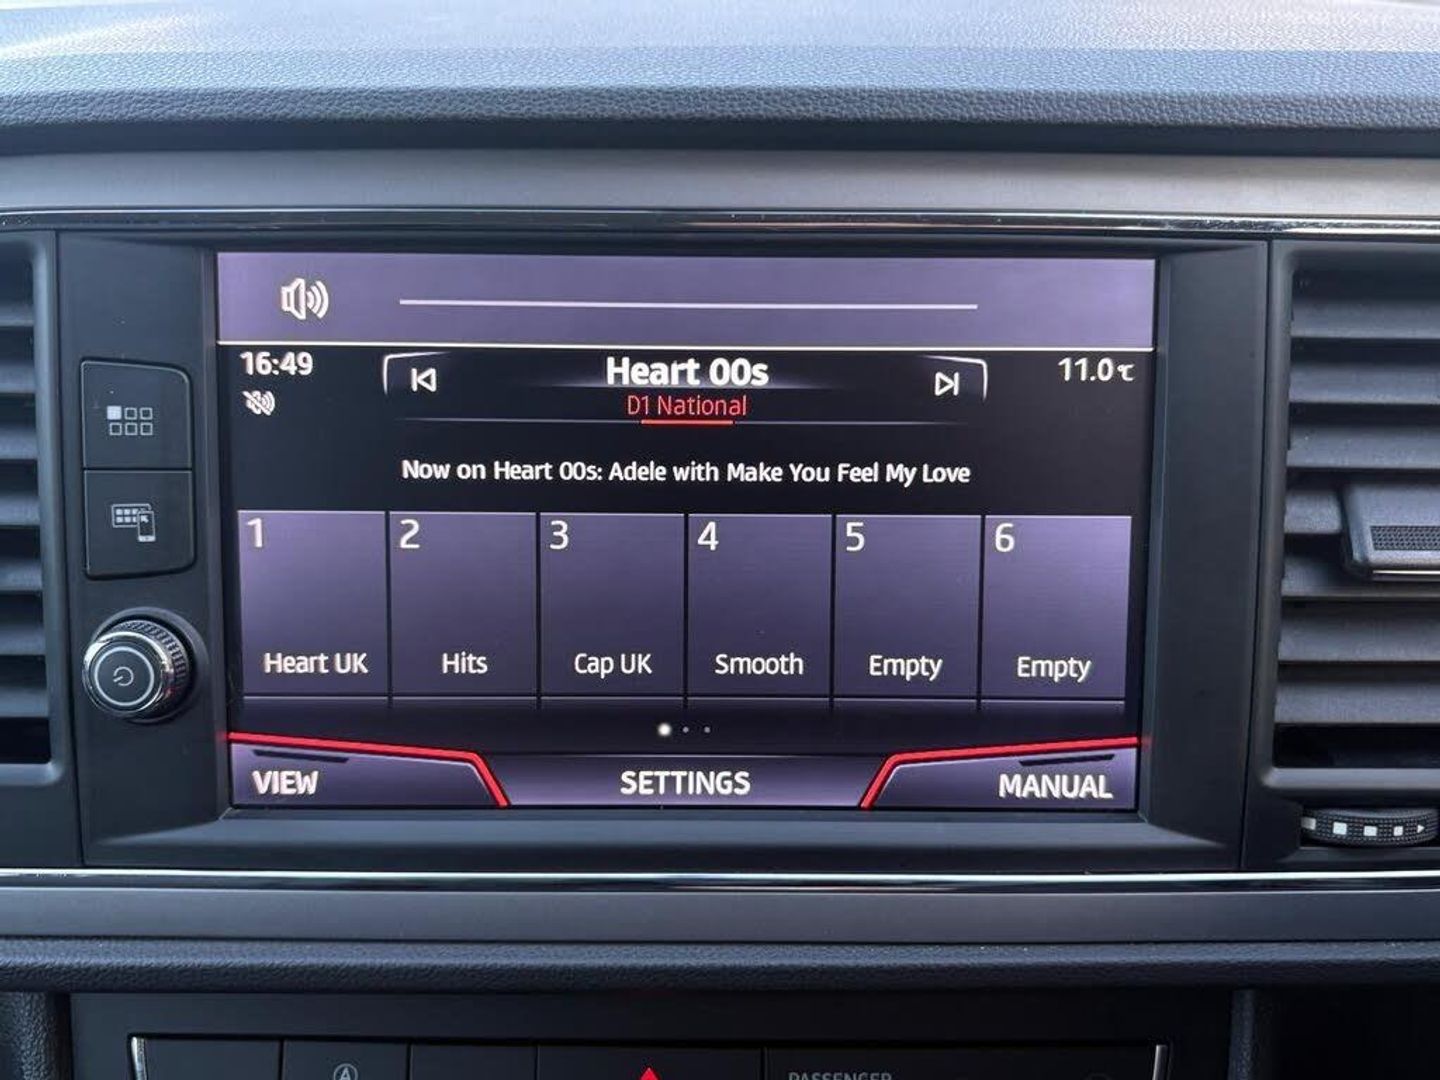 16:49
Heart 00s
11.0℃
D1 National
Now on Heart 00s: Adele with Make You Feel My Love
1 2 3 4 5 6
Heart UK Hits Cap UK Smooth Empty Empty
VIEW SETTINGS MANUAL
A
PASSENGER